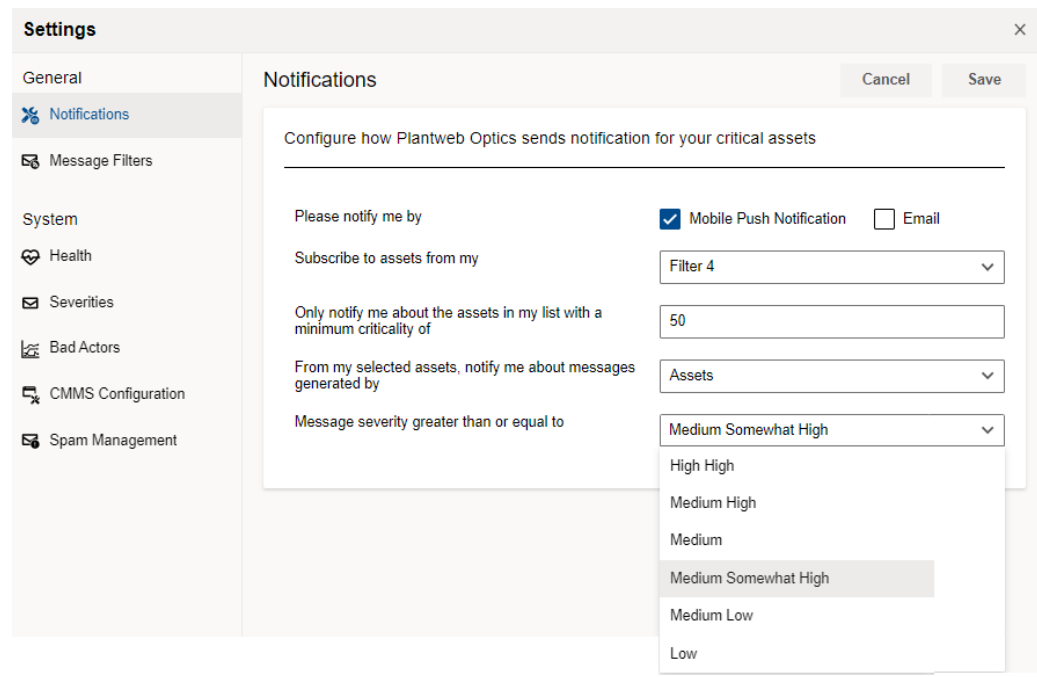 Settings
General
Notifications
Message Filters
System
Health
Severities
Bad Actors
CMMS Configuration
Spam Management
Notifications
Cancel
Save
Configure how Plantweb Optics sends notification for your critical assets
Please notify me by
Mobile Push Notification
Email
Subscribe to assets from my
Filter 4
Only notify me about the assets in my list with a
minimum criticality of
50
From my selected assets, notify me about messages
generated by
Assets
Message severity greater than or equal to
Medium Somewhat High
High High
Medium High
Medium
Medium Somewhat High
Medium Low
Low